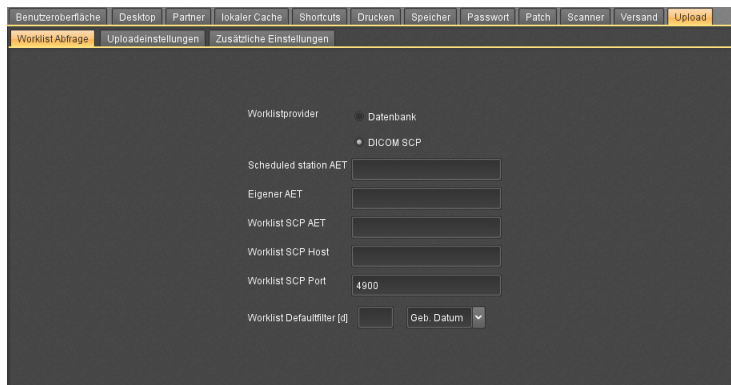 Benutzeroberfläche Desktop Partner lokaler Cache Shortcuts Drucken Speicher Passwort Patch Scanner Versand Upload
Worklist Abfrage Uploadeinstellungen Zusätzliche Einstellungen
Worklistprovider Datenbank
DICOM SCP
Scheduled station AET
Eigener AET
Worklist SCP AET
Worklist SCP Host
Worklist SCP Port 4900
Worklist Defaultfilter [d] Geb. Datum